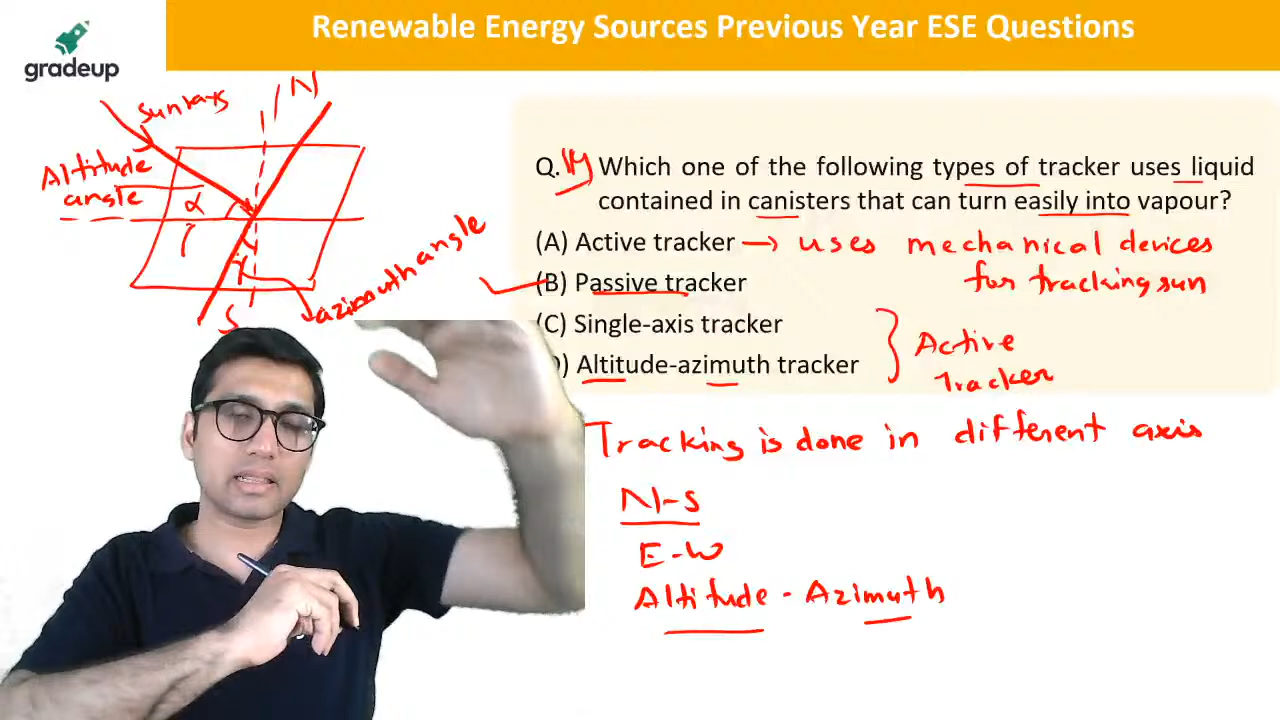 Renewable Energy Sources Previous Year ESE Questions
gradeup
N
Sunrays
Altitude
angle
α
γ
azimuth angle
S
Q. 14 Which one of the following types of tracker uses liquid
contained in canisters that can turn easily into vapour?
(A) Active tracker → uses mechanical devices
for tracking sun
(B) Passive tracker
(C) Single-axis tracker
) Altitude-azimuth tracker
Active
Tracker
Tracking is done in different axis
N-S
E-W
Altitude - Azimuth